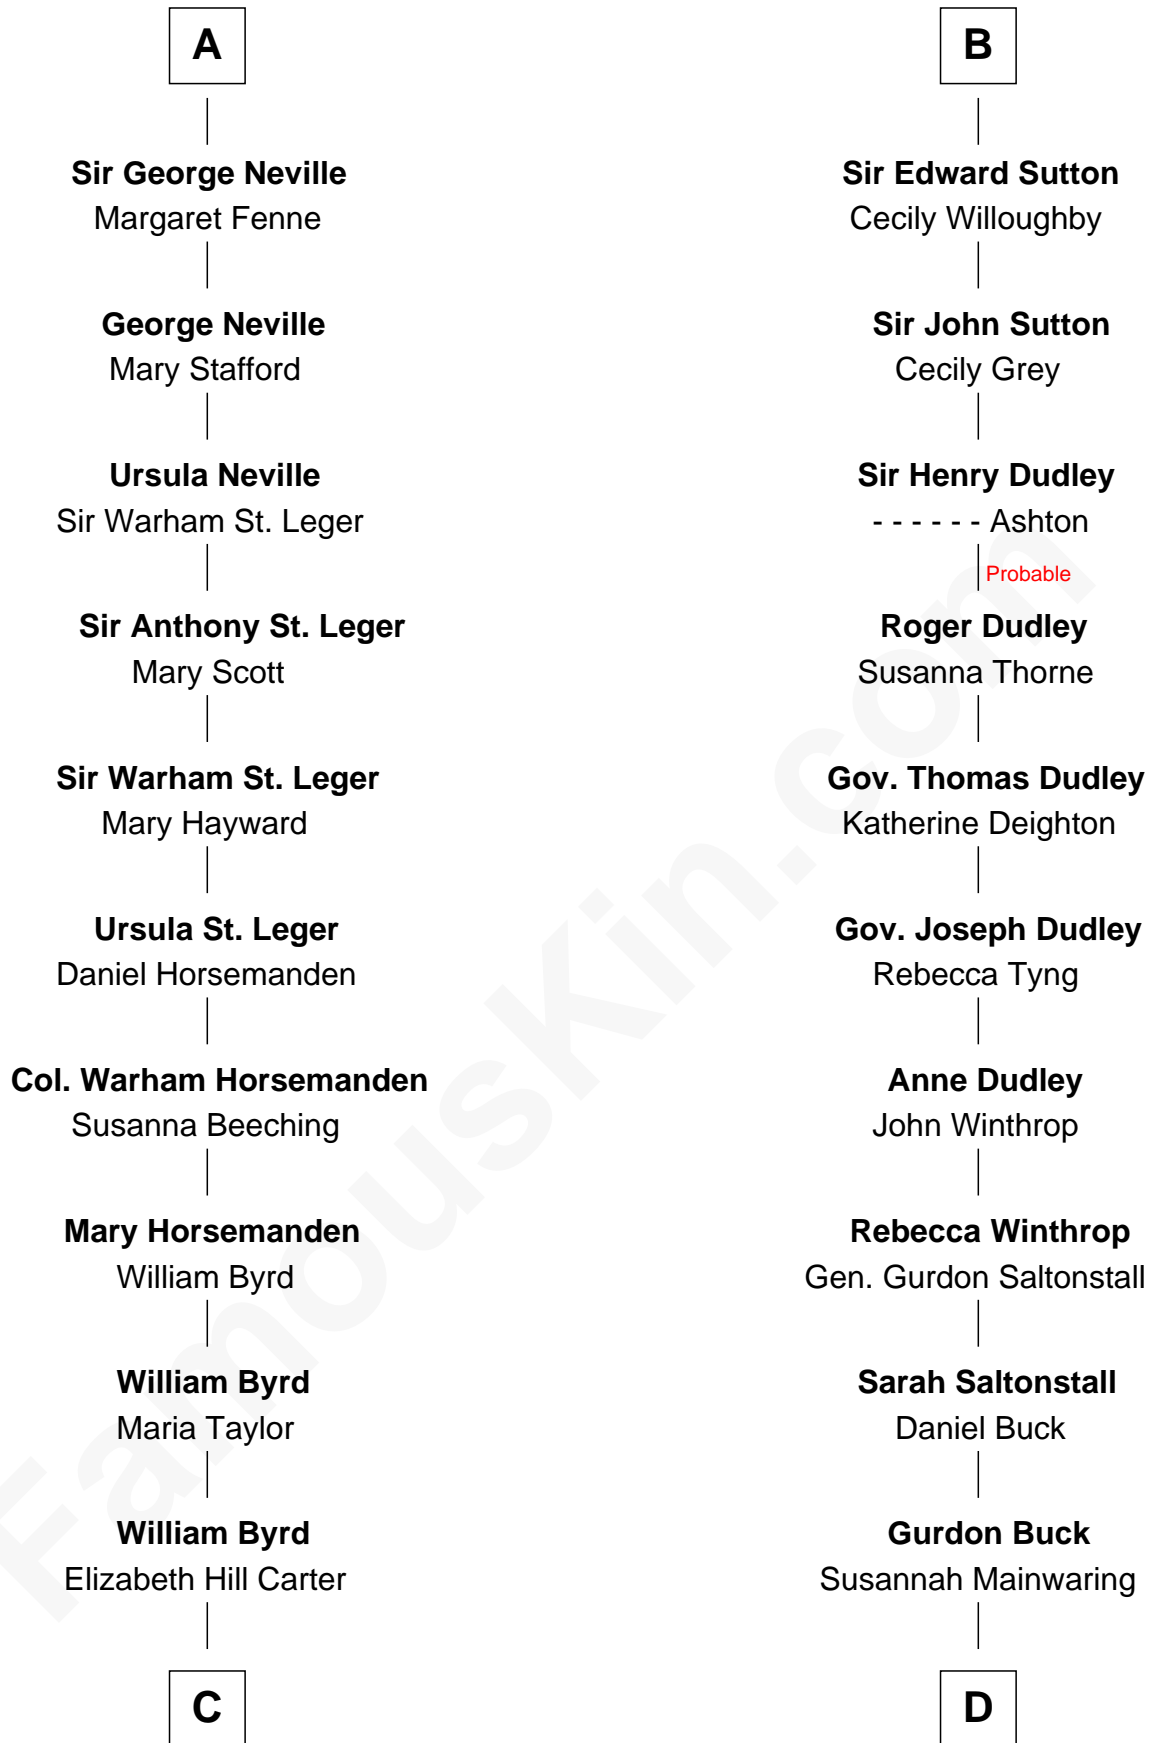 A
Sir George Neville
Margaret Fenne
George Neville
Mary Stafford
Ursula Neville
Sir Warham St. Leger
Sir Anthony St. Leger
Mary Scott
Sir Warham St. Leger
Mary Hayward
Ursula St. Leger
Daniel Horsemanden
Col. Warham Horsemanden
Susanna Beeching
Mary Horsemanden
William Byrd
William Byrd
Maria Taylor
William Byrd
Elizabeth Hill Carter
C
B
Sir Edward Sutton
Cecily Willoughby
Sir John Sutton
Cecily Grey
Sir Henry Dudley
- - - - - - Ashton
Probable
Roger Dudley
Susanna Thorne
Gov. Thomas Dudley
Katherine Deighton
Gov. Joseph Dudley
Rebecca Tyng
Anne Dudley
John Winthrop
Rebecca Winthrop
Gen. Gurdon Saltonstall
Sarah Saltonstall
Daniel Buck
Gurdon Buck
Susannah Mainwaring
D
FamousKin.com